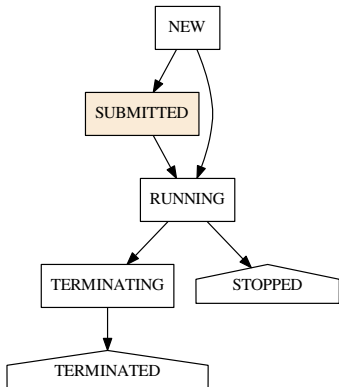 NEW
SUBMITTED
RUNNING
TERMINATING
STOPPED
TERMINATED